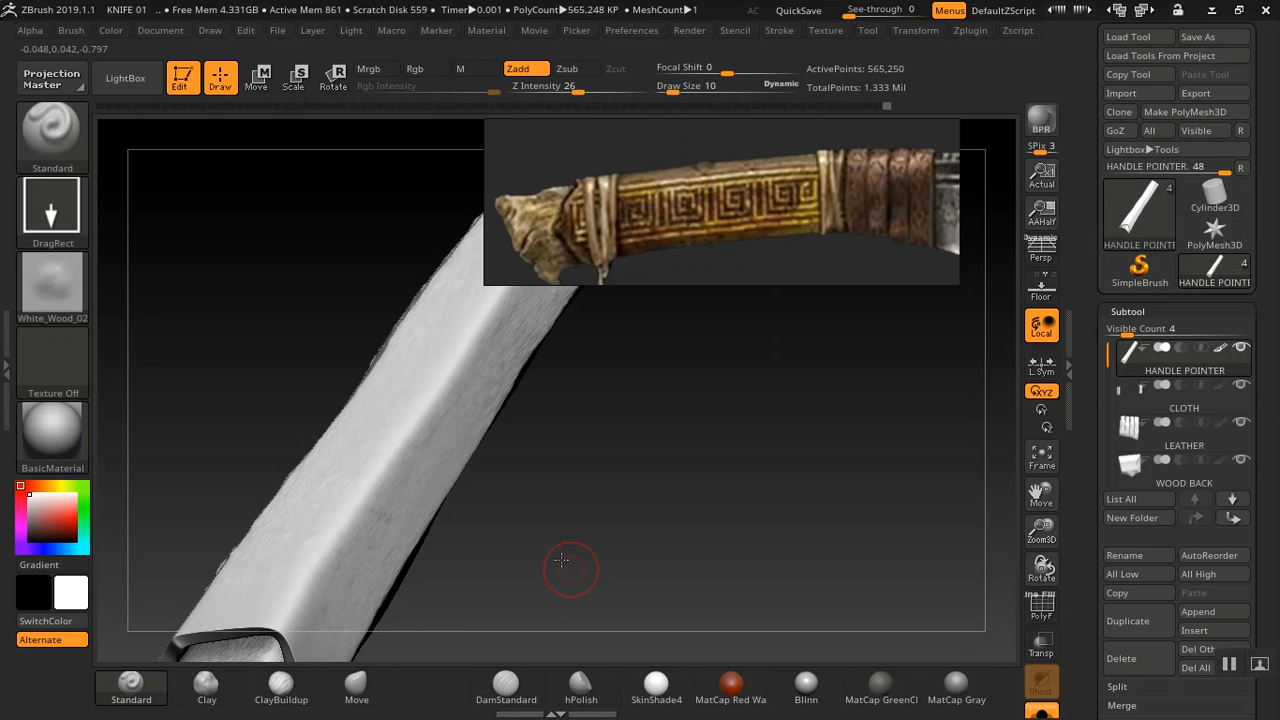 ZBrush 2019.1.1 KNIFE 01 .. • Free Mem 4.331GB • Active Mem 861 • Scratch Disk 559 • Timer▶0.001 • PolyCount▶565.248 KP • MeshCount▶1 AC QuickSave See-through 0 Menus DefaultZScript
Alpha Brush Color Document Draw Edit File Layer Light Macro Marker Material Movie Picker Preferences Render Stencil Stroke Texture Tool Transform Zplugin Zscript
-0.048,0.042,-0.797
Projection Master
LightBox
Edit Draw Move Scale Rotate
Mrgb Rgb M Zadd Zsub Zcut
Rgb Intensity Z Intensity 26
Focal Shift 0
Draw Size 10 Dynamic
ActivePoints: 565,250
TotalPoints: 1.333 Mil
Standard
DragRect
White_Wood_02
Texture Off
BasicMaterial
Gradient
SwitchColor
Alternate
BPR
SPix 3
Actual
AAHalf
Dynamic
Persp
Floor
Local
L.Sym
XYZ
Frame
Move
Zoom3D
Rotate
Line Fill
PolyF
Transp
Ghost
Dynamic
Load Tool Save As
Load Tools From Project
Copy Tool Paste Tool
Import Export
Clone Make PolyMesh3D
GoZ All Visible R
Lightbox▶Tools
HANDLE POINTER. 48 R
HANDLE POINTE
Cylinder3D
PolyMesh3D
SimpleBrush
4
4
HANDLE POINTE
Subtool
Visible Count 4
HANDLE POINTER
CLOTH
LEATHER
WOOD BACK
List All
New Folder
Rename AutoReorder
All Low All High
Copy Paste
Duplicate Append
Insert
Delete Del Oth
Del All
Split
Merge
Standard Clay ClayBuildup Move DamStandard hPolish SkinShade4 MatCap Red Wa Blinn MatCap GreenCl MatCap Gray